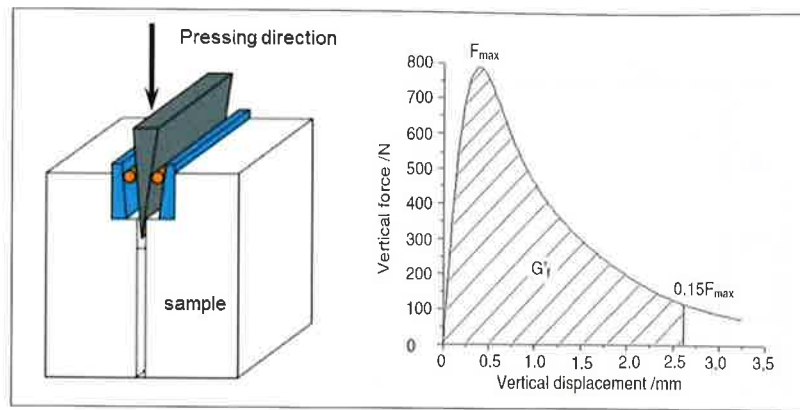 Pressing direction
sample
Fmax
800
700
600
500
400
300
200
100
0
Vertical force /N
G'f
0.15Fmax
0 0.5 1.0 1.5 2.0 2.5 3,0 3,5
Vertical displacement /mm